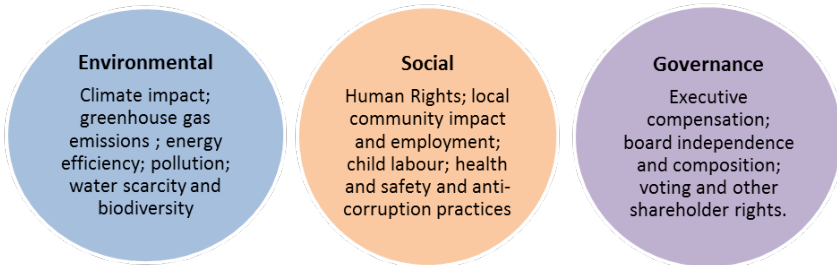 Environmental
Climate impact;
greenhouse gas
emissions ; energy
efficiency; pollution;
water scarcity and
biodiversity
Social
Human Rights; local
community impact
and employment;
child labour; health
and safety and anti-
corruption practices
Governance
Executive
compensation;
board independence
and composition;
voting and other
shareholder rights.